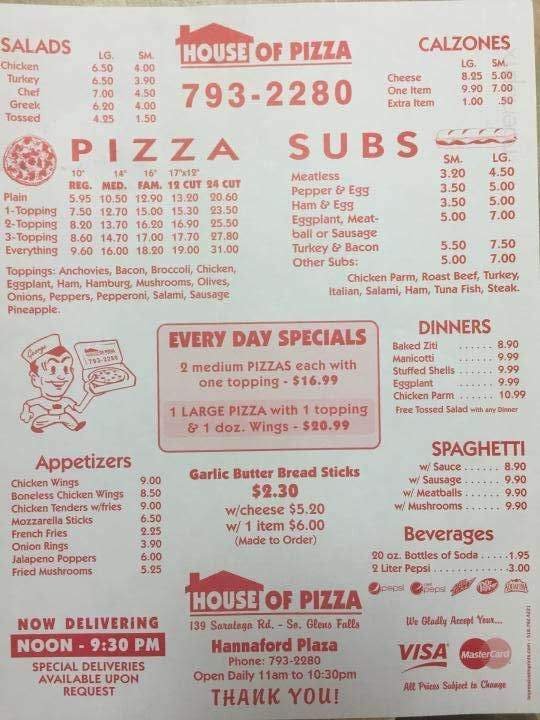 SALADS
LG. SM.
Chicken 6.50 4.00
Turkey 6.50 3.90
Chef 7.00 4.50
Greek 6.20 4.00
Tossed 4.25 1.50
HOUSE OF PIZZA
793-2280
CALZONES
LG. SM.
Cheese 8.25 5.00
One Item 9.90 7.00
Extra Item 1.00 .50
PIZZA
10" 14" 16" 17"x12"
REG. MED. FAM. 12 CUT 24 CUT
Plain 5.95 10.50 12.90 13.20 20.60
1-Topping 7.50 12.70 15.00 15.30 23.50
2-Topping 8.20 13.70 16.20 16.90 25.50
3-Topping 8.60 14.70 17.00 17.70 27.80
Everything 9.60 16.00 18.20 19.00 31.00
Toppings: Anchovies, Bacon, Broccoli, Chicken,
Eggplant, Ham, Hamburg, Mushrooms, Olives,
Onions, Peppers, Pepperoni, Salami, Sausage
Pineapple.
SUBS
SM. LG.
Meatless 3.20 4.50
Pepper & Egg 3.50 5.00
Ham & Egg 3.50 5.00
Eggplant, Meat- 5.00 7.00
ball or Sausage
Turkey & Bacon 5.50 7.50
Other Subs: 5.00 7.00
Chicken Parm, Roast Beef, Turkey,
Italian, Salami, Ham, Tuna Fish, Steak.
George
HOUSE OF PIZZA
793-2280
EVERY DAY SPECIALS
2 medium PIZZAS each with
one topping - $16.99
1 LARGE PIZZA with 1 topping
& 1 doz. Wings - $20.99
DINNERS
Baked Ziti ...... 8.90
Manicotti ...... 9.99
Stuffed Shells ..... 9.99
Eggplant ...... 9.99
Chicken Parm .... 10.99
Free Tossed Salad with any Dinner
Appetizers
Chicken Wings 9.00
Boneless Chicken Wings 8.50
Chicken Tenders w/fries 9.00
Mozzarella Sticks 6.50
French Fries 2.25
Onion Rings 3.90
Jalapeno Poppers 6.00
Fried Mushrooms 5.25
Garlic Butter Bread Sticks
$2.30
w/cheese $5.20
w/ 1 item $6.00
(Made to Order)
SPAGHETTI
w/ Sauce ...... 8.90
w/ Sausage ..... 9.90
w/ Meatballs .... 9.90
w/ Mushrooms .... 9.90
Beverages
20 oz. Bottles of Soda .....1.95
2 Liter Pepsi ...........3.00
pepsi
pepsi
NOW DELIVERING
NOON - 9:30 PM
SPECIAL DELIVERIES
AVAILABLE UPON
REQUEST
HOUSE OF PIZZA
139 Saratoga Rd. - So. Glens Falls
Hannaford Plaza
Phone: 793-2280
Open Daily 11am to 10:30pm
THANK YOU!
We Gladly Accept Your...
VISA
MasterCard
All Prices Subject to Change